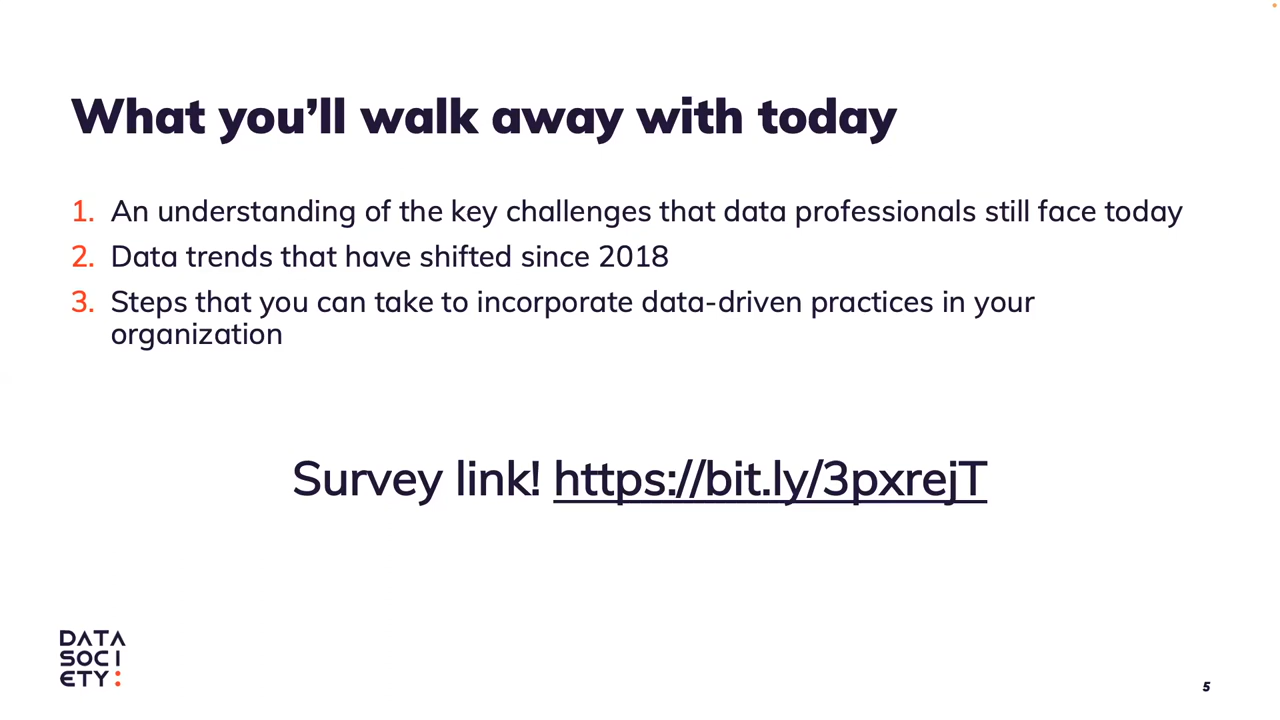 What you’ll walk away with today
1. An understanding of the key challenges that data professionals still face today
2. Data trends that have shifted since 2018
3. Steps that you can take to incorporate data-driven practices in your
organization
Survey link! https://bit.ly/3pxrejT
DATA
SOCI
ETY:
5